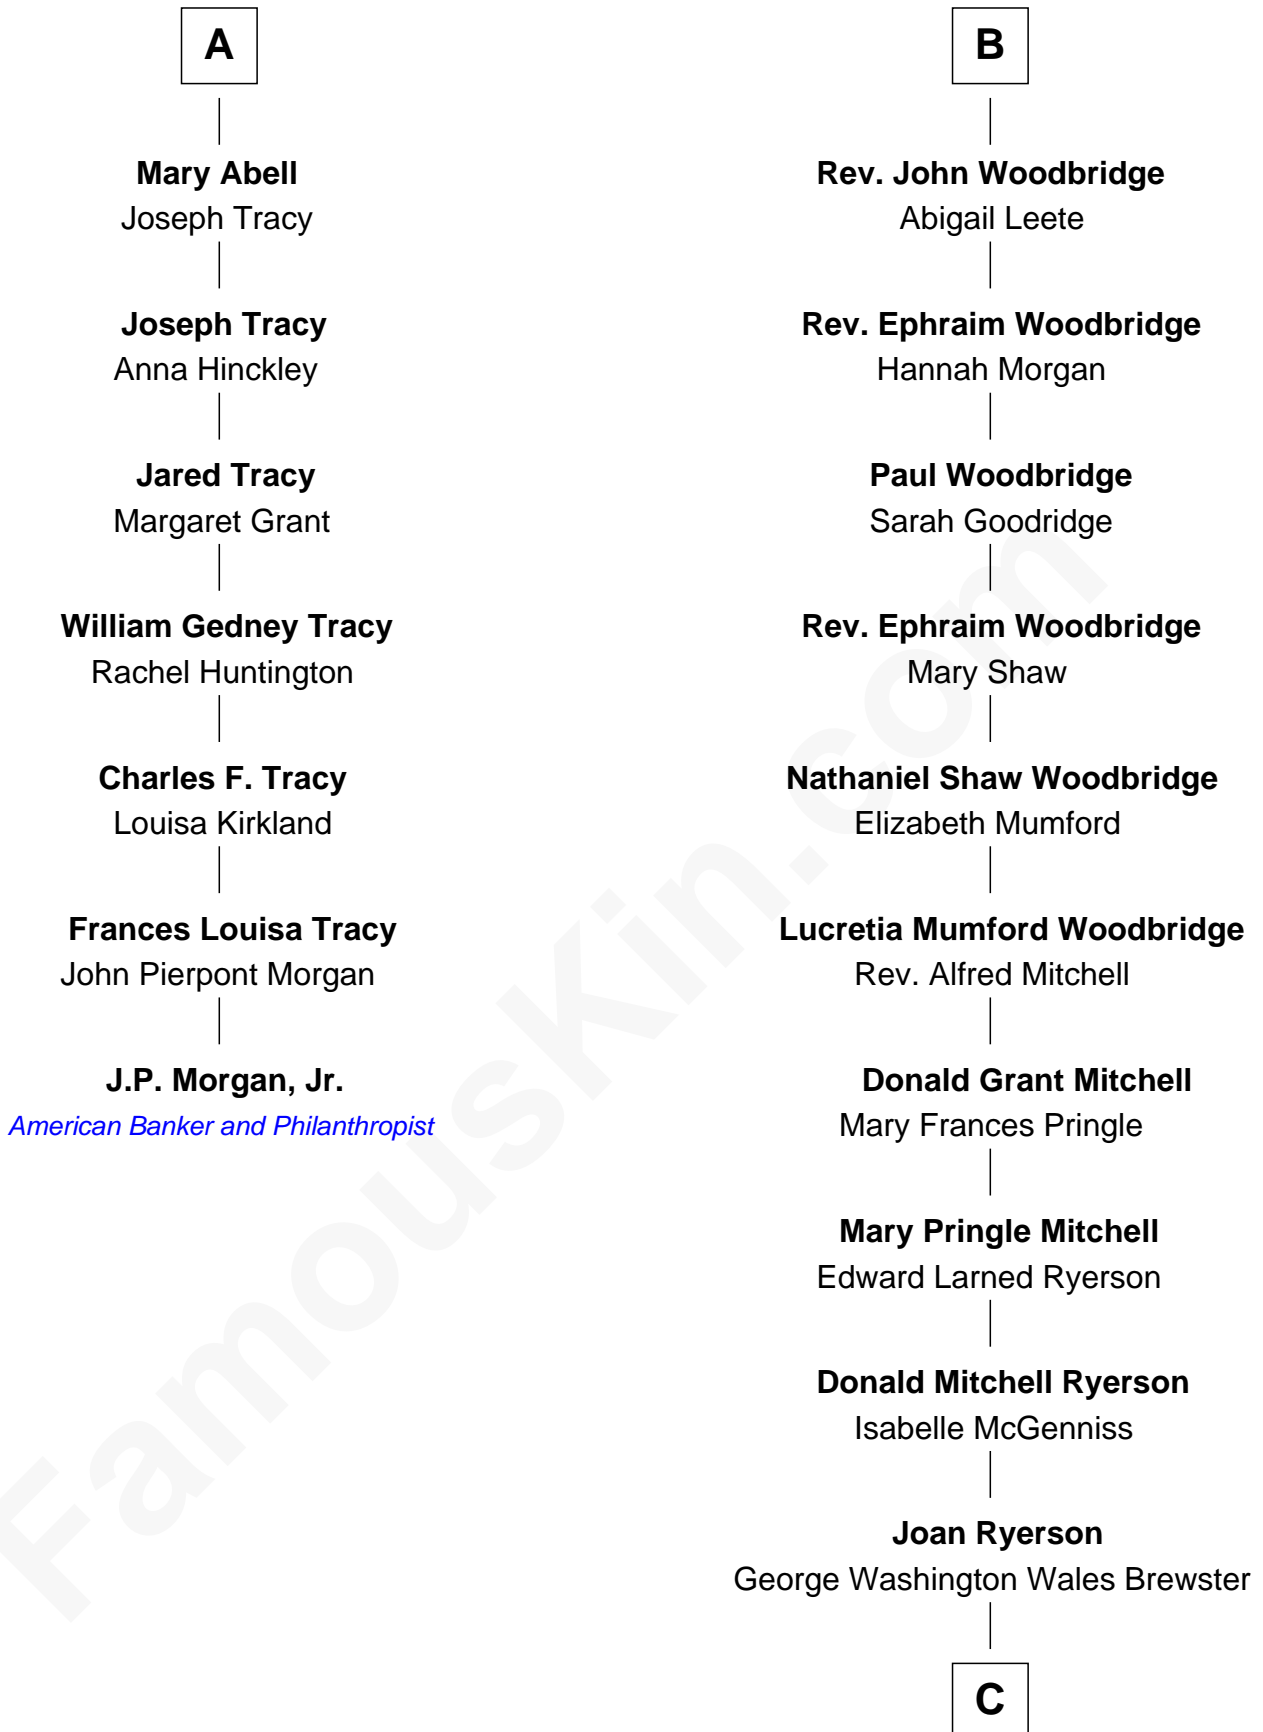 A
Mary Abell
Joseph Tracy
Joseph Tracy
Anna Hinckley
Jared Tracy
Margaret Grant
William Gedney Tracy
Rachel Huntington
Charles F. Tracy
Louisa Kirkland
Frances Louisa Tracy
John Pierpont Morgan
J.P. Morgan, Jr.
American Banker and Philanthropist
B
Rev. John Woodbridge
Abigail Leete
Rev. Ephraim Woodbridge
Hannah Morgan
Paul Woodbridge
Sarah Goodridge
Rev. Ephraim Woodbridge
Mary Shaw
Nathaniel Shaw Woodbridge
Elizabeth Mumford
Lucretia Mumford Woodbridge
Rev. Alfred Mitchell
Donald Grant Mitchell
Mary Frances Pringle
Mary Pringle Mitchell
Edward Larned Ryerson
Donald Mitchell Ryerson
Isabelle McGenniss
Joan Ryerson
George Washington Wales Brewster
C
FamousKin.com